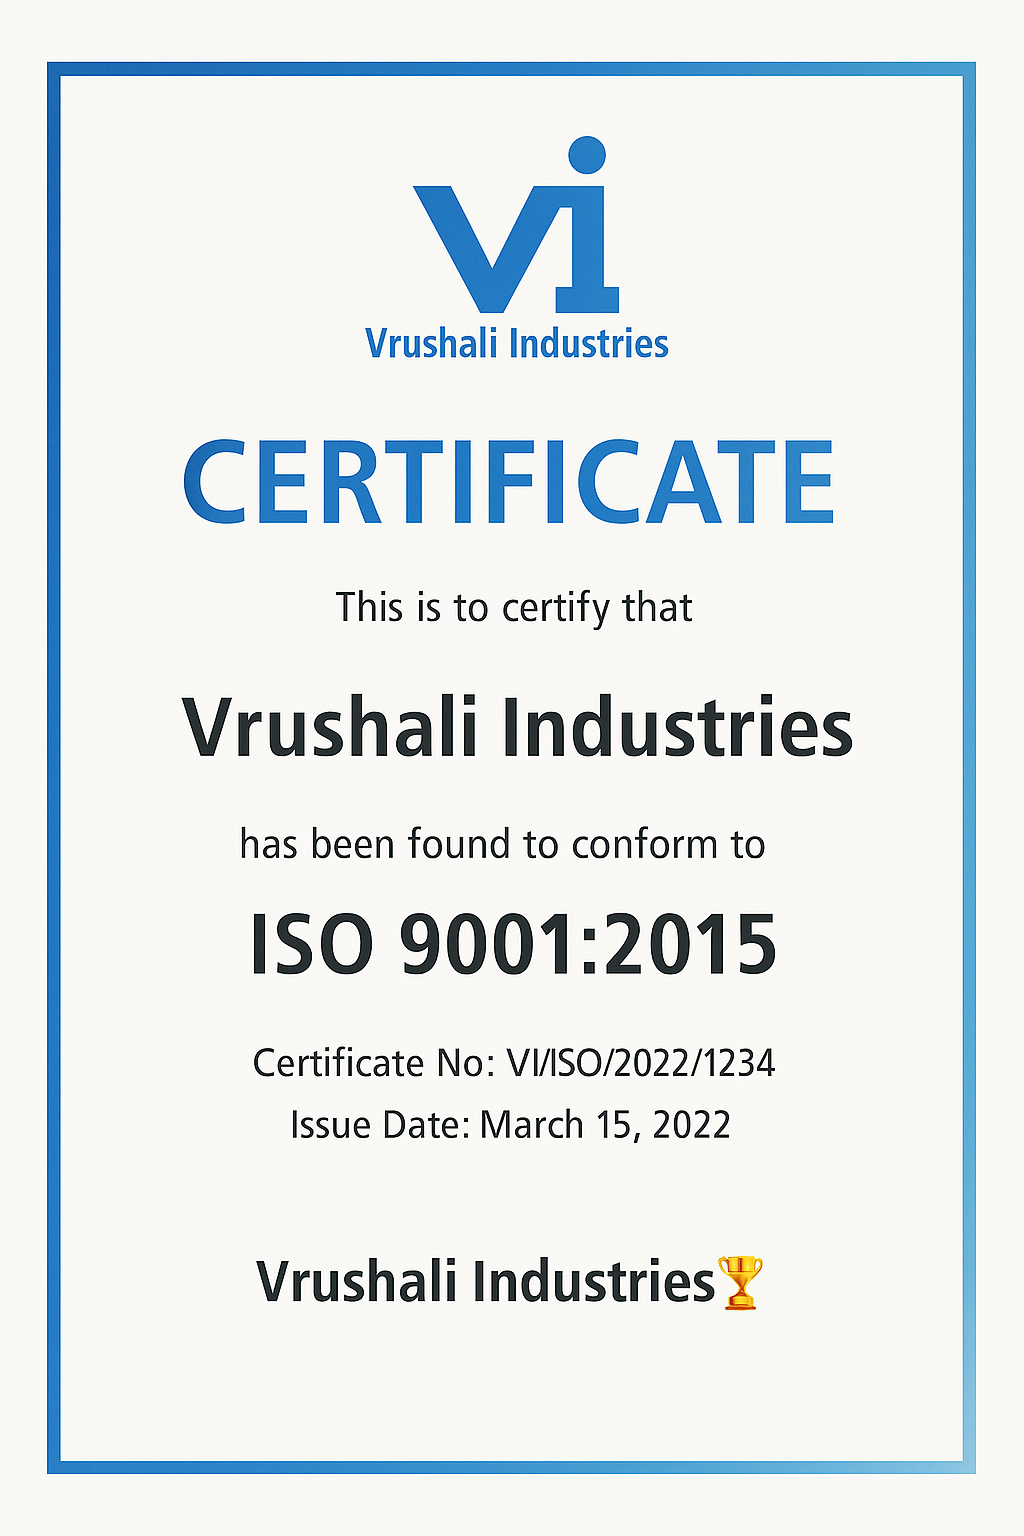 vi
Vrushali Industries
CERTIFICATE
This is to certify that
Vrushali Industries
has been found to conform to
ISO 9001:2015
Certificate No: VI/ISO/2022/1234
Issue Date: March 15, 2022
Vrushali Industries🏆